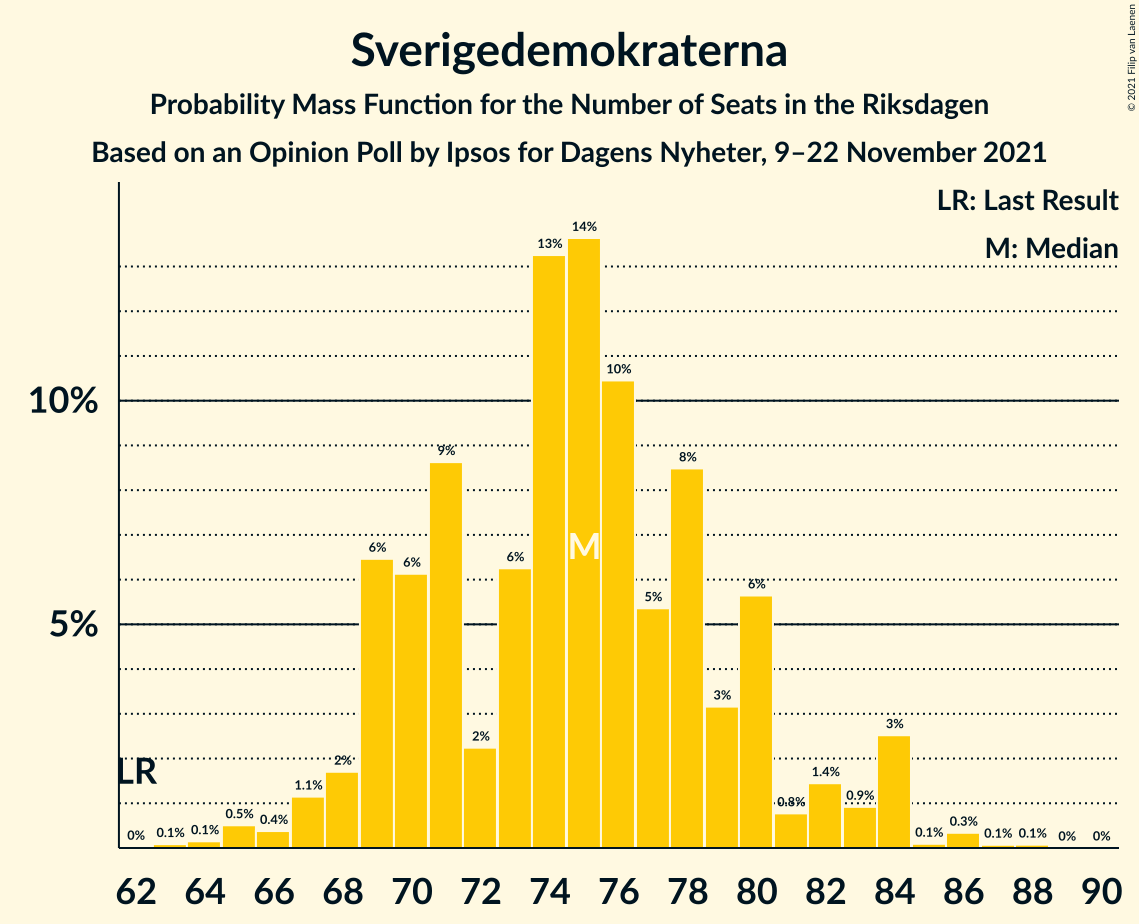 Sverigedemokraterna
Probability Mass Function for the Number of Seats in the Riksdagen
Based on an Opinion Poll by Ipsos for Dagens Nyheter, 9–22 November 2021
© 2021 Filip van Laenen
LR: Last Result
M: Median
10%
5%
LR
M
0% 0.1% 0.1% 0.5% 0.4% 1.1% 2% 6% 6% 9% 2% 6% 13% 14% 10% 5% 8% 3% 6% 0.8% 1.4% 0.9% 3% 0.1% 0.3% 0.1% 0.1% 0% 0%
62 64 66 68 70 72 74 76 78 80 82 84 86 88 90